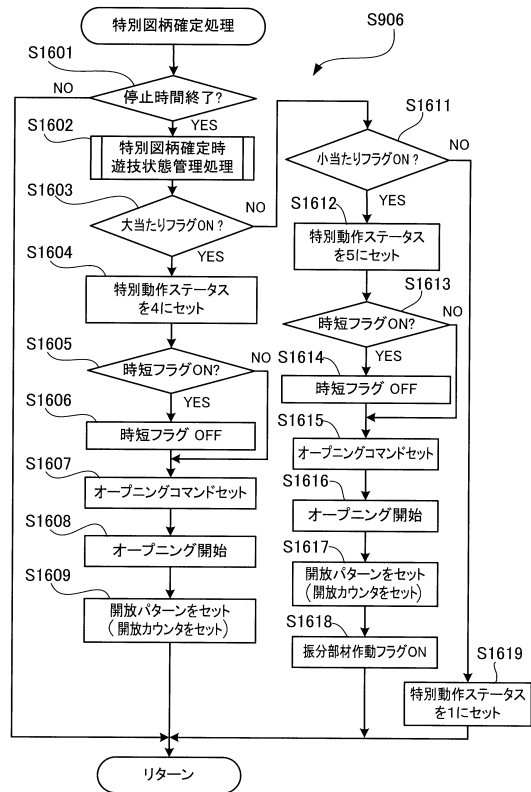 特別図柄確定処理
S906
S1601
停止時間終了?
NO
YES
S1602
特別図柄確定時
遊技状態管理処理
S1603
大当たりフラグON?
NO
YES
S1604
特別動作ステータス
を4にセット
S1605
時短フラグON?
NO
YES
S1606
時短フラグ OFF
S1607
オープニングコマンドセット
S1608
オープニング開始
S1609
開放パターンをセット
(開放カウンタをセット)
S1611
小当たりフラグON?
NO
YES
S1612
特別動作ステータス
を5にセット
S1613
時短フラグON?
NO
YES
S1614
時短フラグ OFF
S1615
オープニングコマンドセット
S1616
オープニング開始
S1617
開放パターンをセット
(開放カウンタをセット)
S1618
振分部材作動フラグON
S1619
特別動作ステータス
を1にセット
リターン